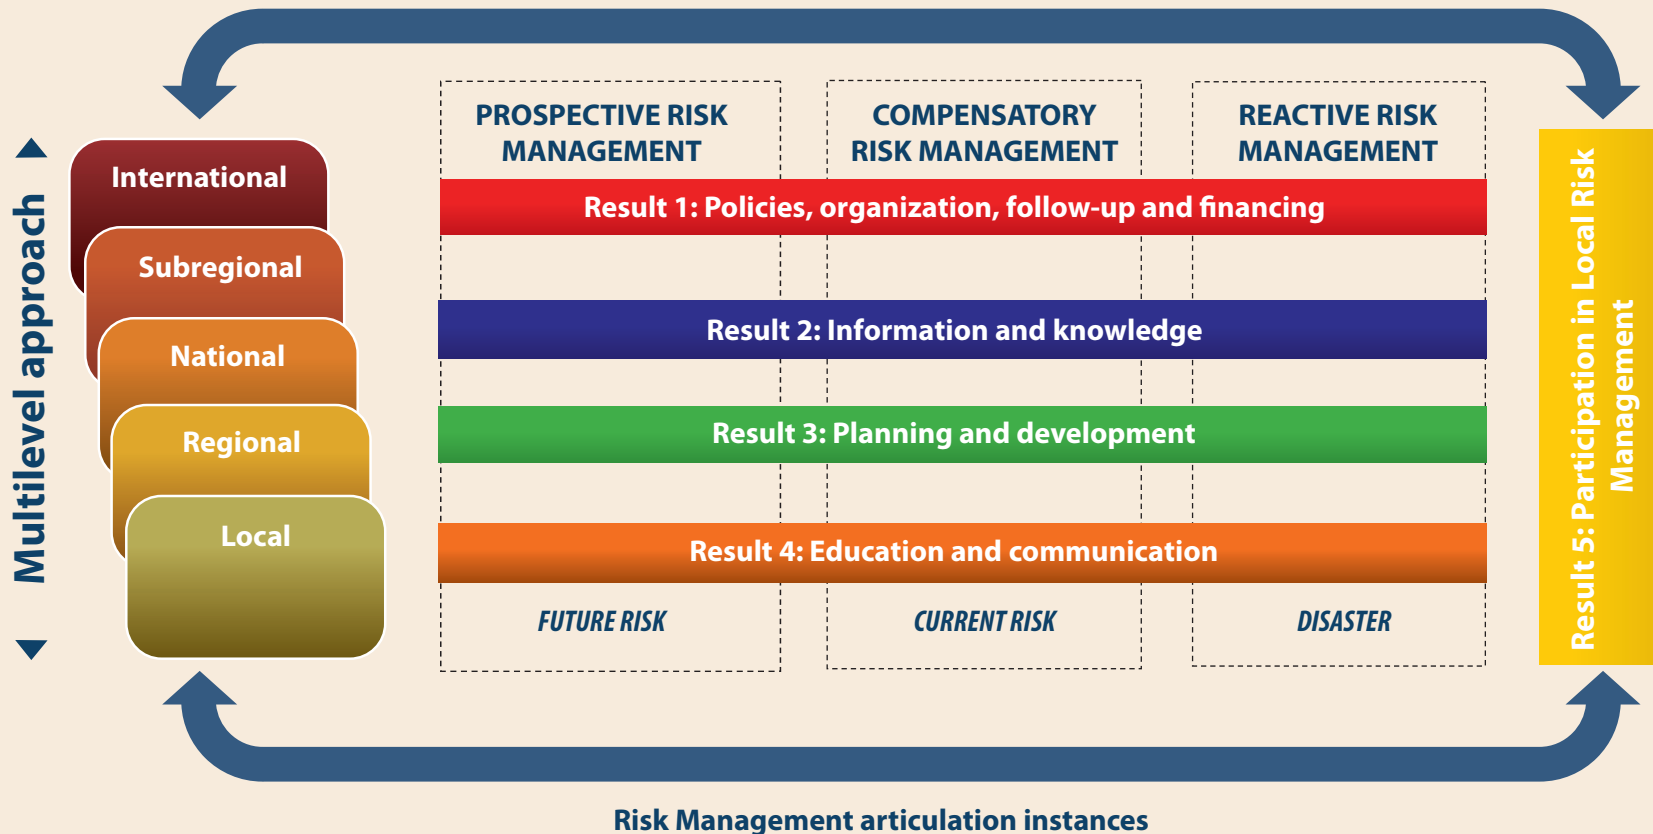 Multilevel approach
International
Subregional
National
Regional
Local
PROSPECTIVE RISK
MANAGEMENT
COMPENSATORY
RISK MANAGEMENT
REACTIVE RISK
MANAGEMENT
Result 1: Policies, organization, follow-up and financing
Result 2: Information and knowledge
Result 3: Planning and development
Result 4: Education and communication
FUTURE RISK
CURRENT RISK
DISASTER
Result 5: Participation in Local Risk
Management
Risk Management articulation instances